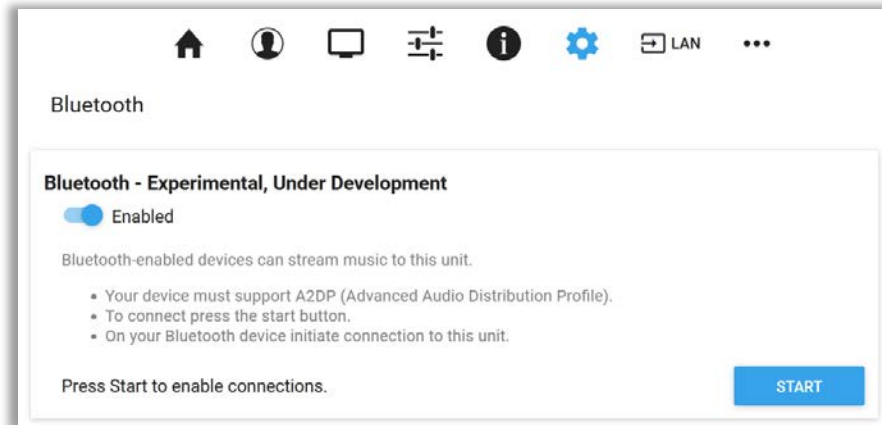 LAN
Bluetooth
Bluetooth - Experimental, Under Development
Enabled
Bluetooth-enabled devices can stream music to this unit.
• Your device must support A2DP (Advanced Audio Distribution Profile).
• To connect press the start button.
• On your Bluetooth device initiate connection to this unit.
Press Start to enable connections.
START